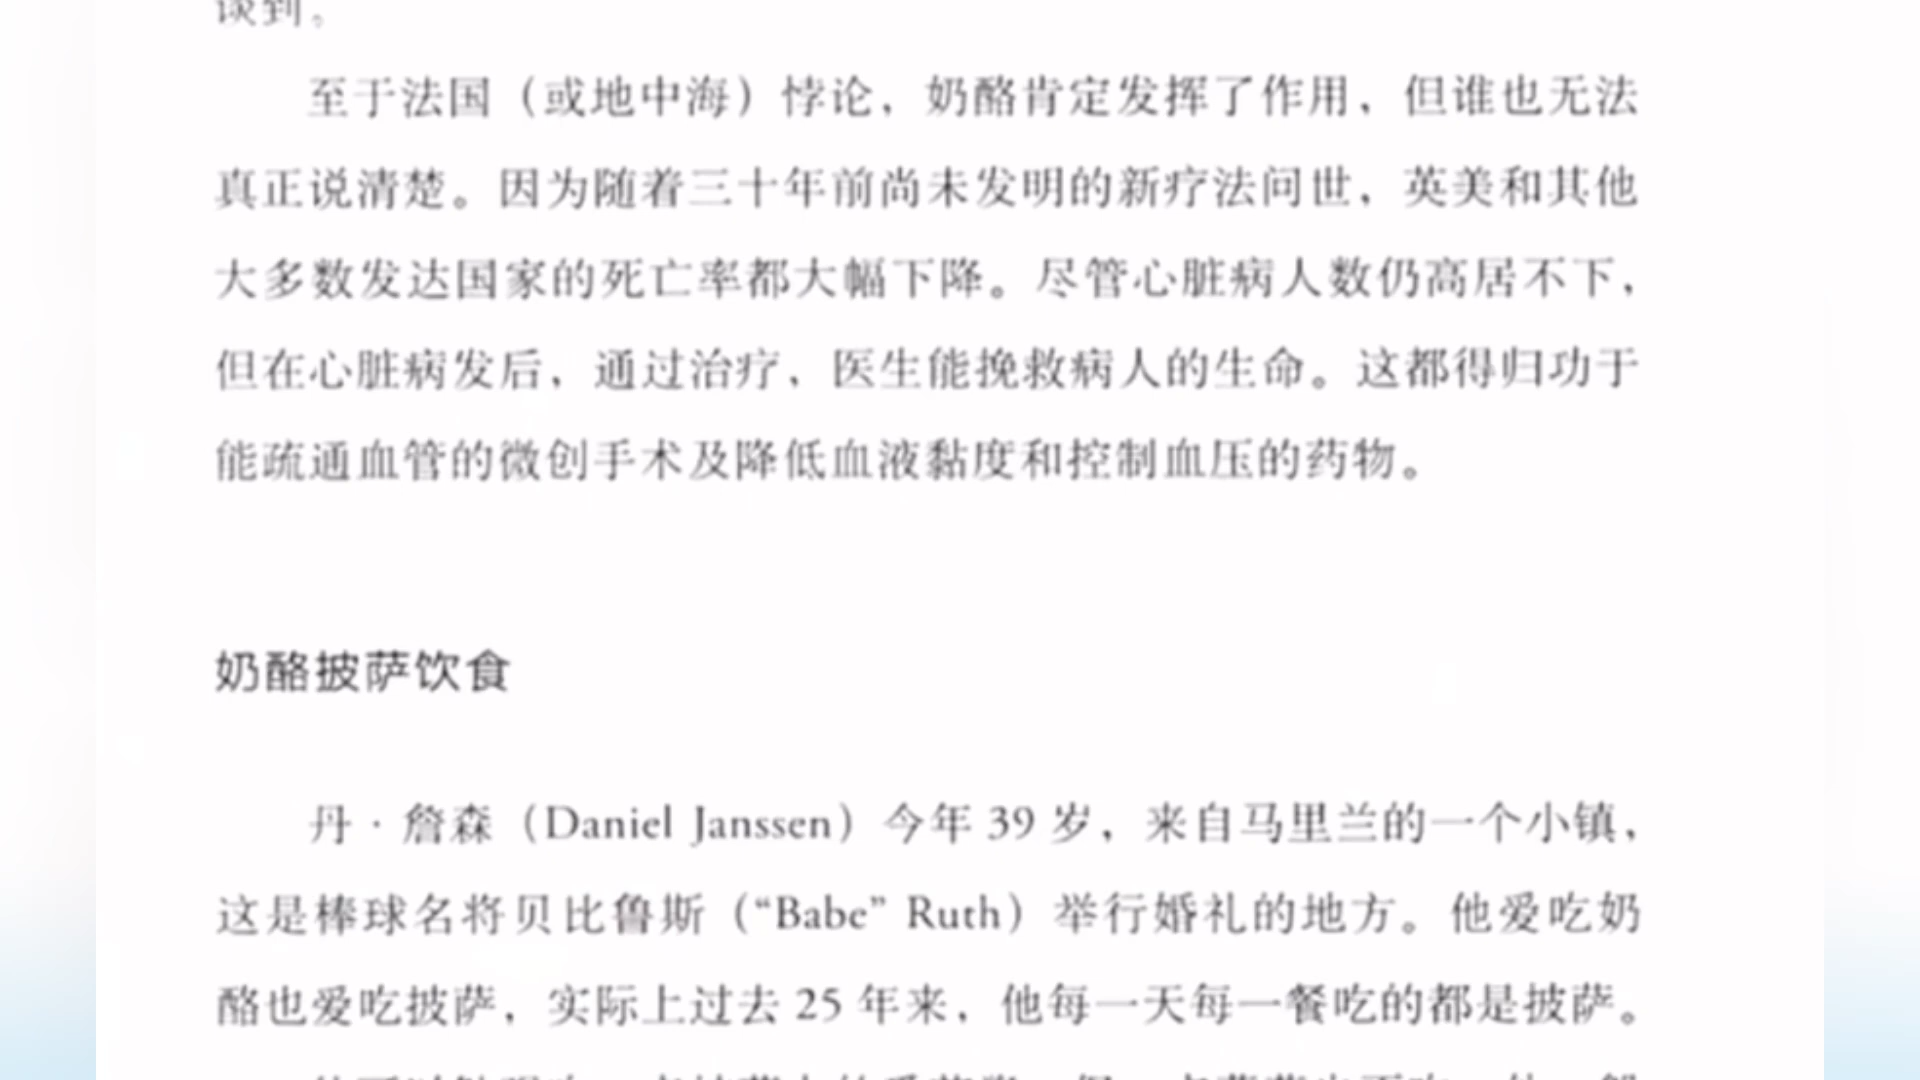 谈到。
至于法国（或地中海）悖论，奶酪肯定发挥了作用，但谁也无法
真正说清楚。因为随着三十年前尚未发明的新疗法问世，英美和其他
大多数发达国家的死亡率都大幅下降。尽管心脏病人数仍高居不下，
但在心脏病发后，通过治疗，医生能挽救病人的生命。这都得归功于
能疏通血管的微创手术及降低血液黏度和控制血压的药物。
奶酪披萨饮食
丹·詹森（Daniel Janssen）今年 39 岁，来自马里兰的一个小镇，
这是棒球名将贝比鲁斯（“Babe” Ruth）举行婚礼的地方。他爱吃奶
酪也爱吃披萨，实际上过去 25 年来，他每一天每一餐吃的都是披萨。